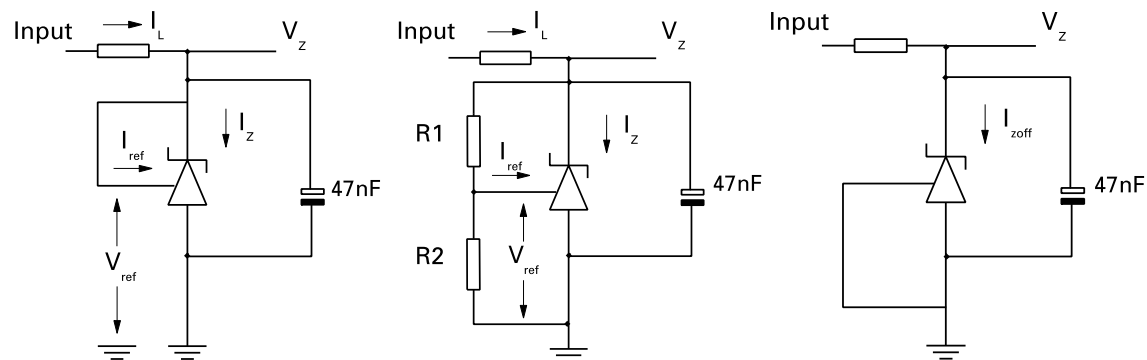 Input I_L V_Z
I_ref I_Z
47nF
V_ref
Input I_L V_Z
R1 I_ref I_Z
47nF
R2 V_ref
Input V_Z
I_zoff
47nF